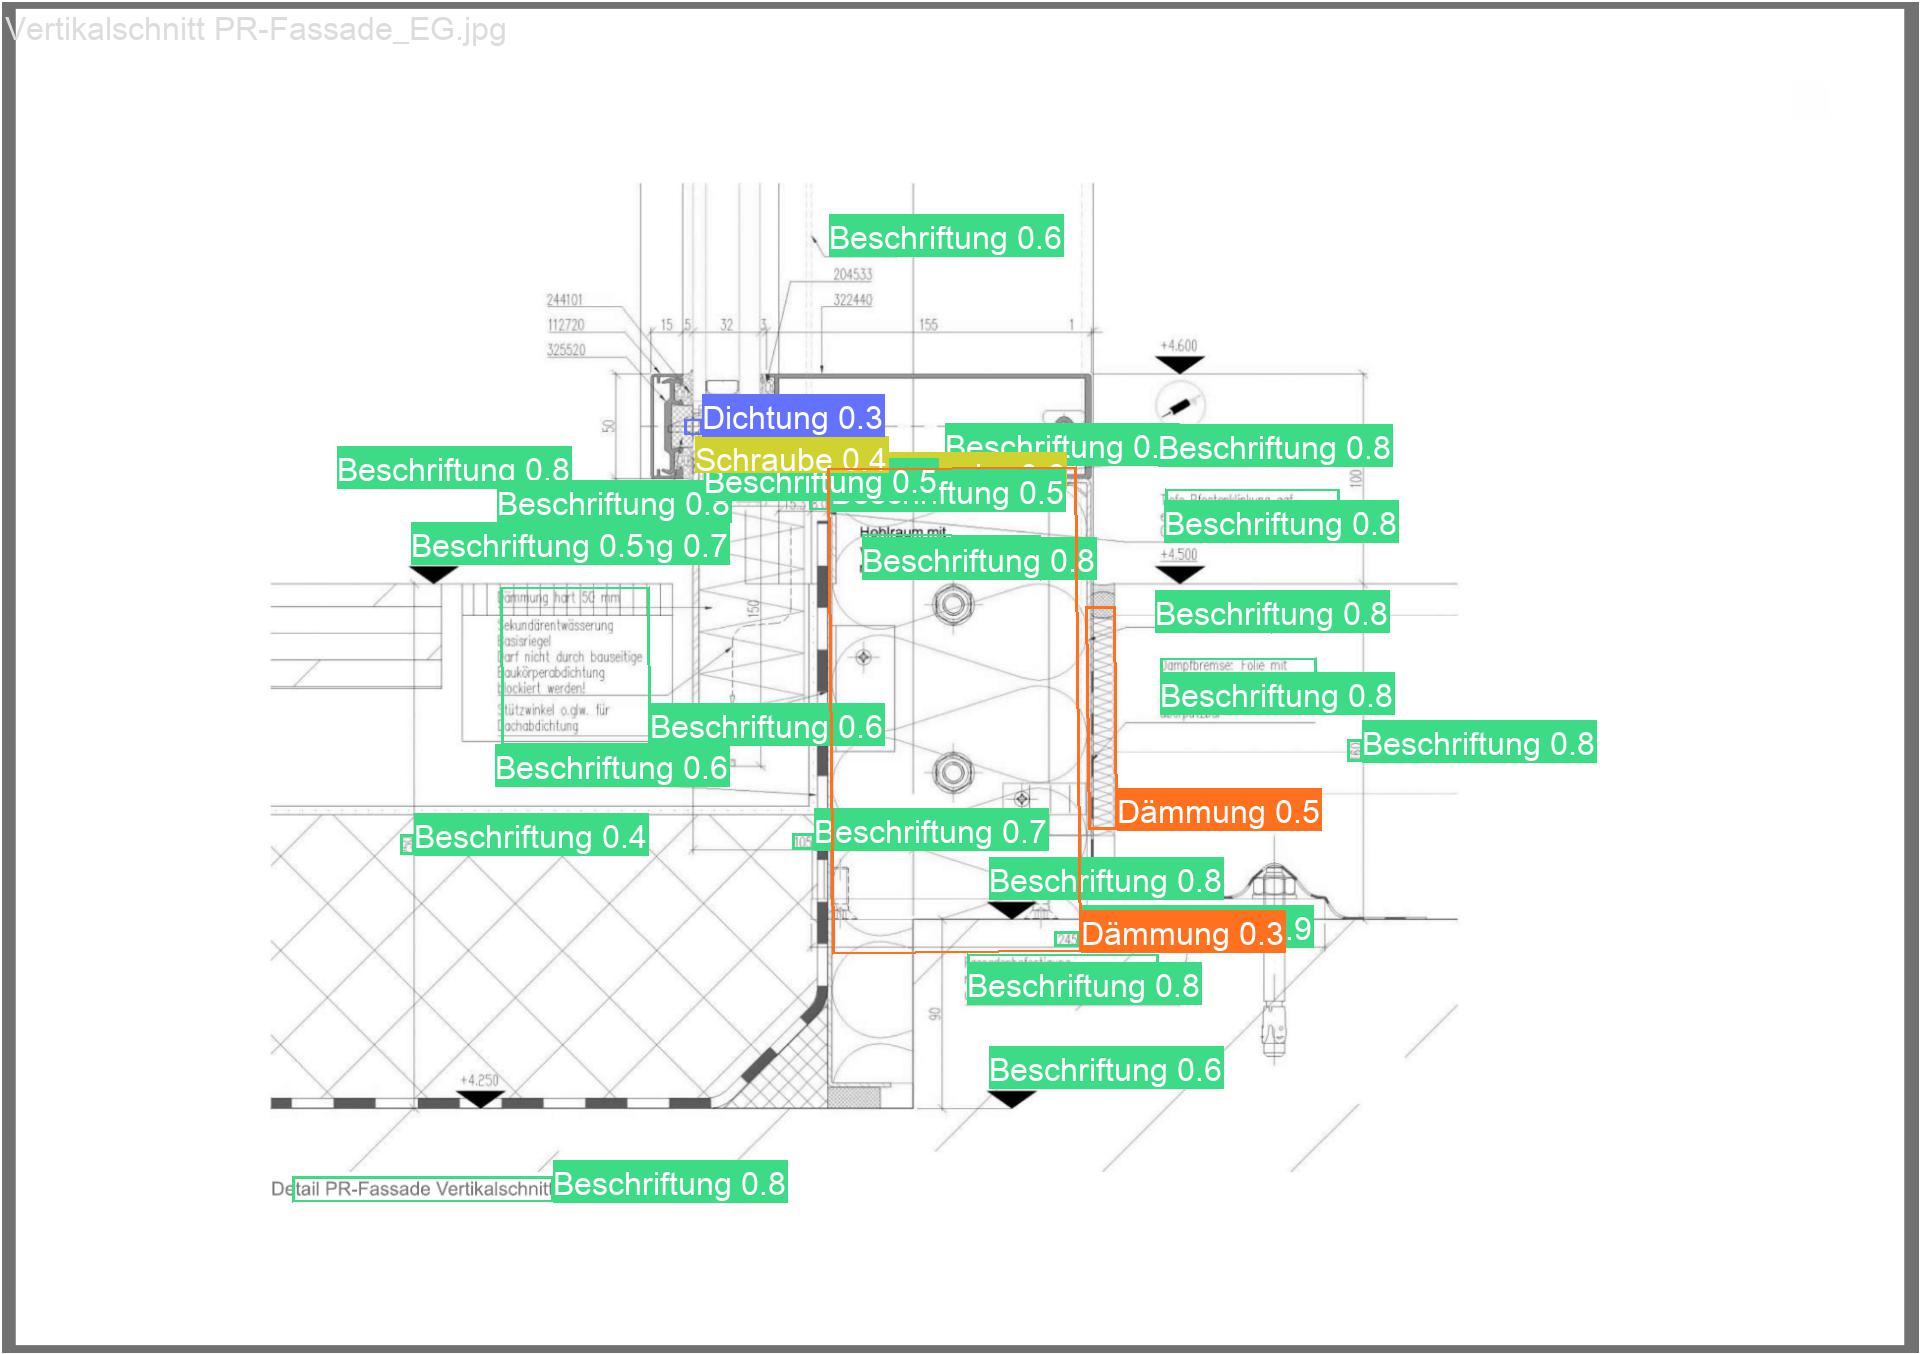 Vertikalschnitt PR-Fassade_EG.jpg
Beschriftung 0.6
204533
244101
322440
112720
15 5 32 3 155 1
325520
+4.600
50
Dichtung 0.3
Beschriftung 0.
Beschriftung 0.8
Schraube 0.4
Beschriftung 0.8
Beschriftung 0.5
Beschriftung 0.8
ftung 0.5
100
Beschriftung 0.8
Hohlraum mit
Beschriftung 0.5
ng 0.7
+4.500
Beschriftung 0.8
Dämmung hart 50 mm
150
Beschriftung 0.8
Sekundärentwässerung
Basisriegel
Darf nicht durch bauseitige
Baukörperabdichtung
blockiert werden!
Dampfbremse: Folie mit
Beschriftung 0.8
Stützwinkel o.glw. für
Dachabdichtung
Beschriftung 0.6
Beschriftung 0.8
Beschriftung 0.6
Dämmung 0.5
Beschriftung 0.4
105
Beschriftung 0.7
Beschriftung 0.8
245
Dämmung 0.3
.9
Beschriftung 0.8
90
Beschriftung 0.6
+4.250
Detail PR-Fassade Vertikalschnitt
Beschriftung 0.8